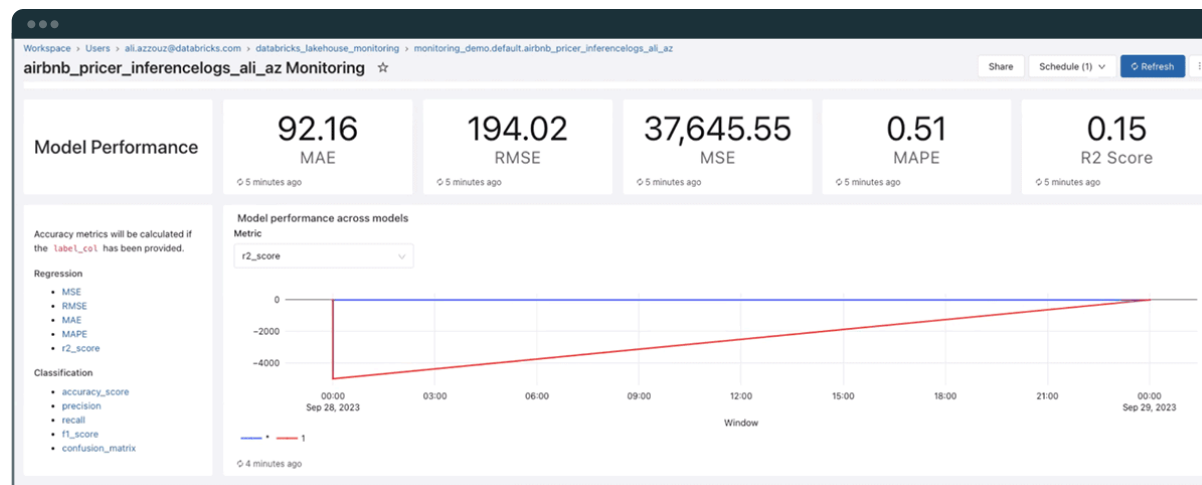 Workspace › Users › ali.azzouz@databricks.com › databricks_lakehouse_monitoring › monitoring_demo.default.airbnb_pricer_inferencelogs_ali_az
airbnb_pricer_inferencelogs_ali_az Monitoring
Share
Schedule (1)
Refresh
Model Performance
92.16
MAE
5 minutes ago
194.02
RMSE
5 minutes ago
37,645.55
MSE
5 minutes ago
0.51
MAPE
5 minutes ago
0.15
R2 Score
5 minutes ago
Accuracy metrics will be calculated if
the label_col has been provided.
Regression
• MSE
• RMSE
• MAE
• MAPE
• r2_score
Classification
• accuracy_score
• precision
• recall
• f1_score
• confusion_matrix
Model performance across models
Metric
r2_score
0
−2000
−4000
00:00 03:00 06:00 09:00 12:00 15:00 18:00 21:00 00:00
Sep 28, 2023 Sep 29, 2023
Window
* 1
4 minutes ago